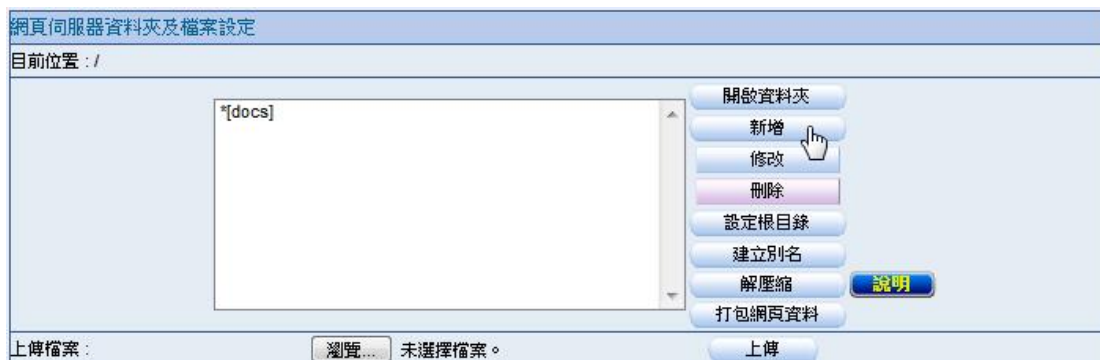 網頁伺服器資料夾及檔案設定
目前位置：/
*[docs]
開啟資料夾
新增
修改
刪除
設定根目錄
建立別名
解壓縮
說明
打包網頁資料
上傳檔案：
瀏覽... 未選擇檔案。
上傳